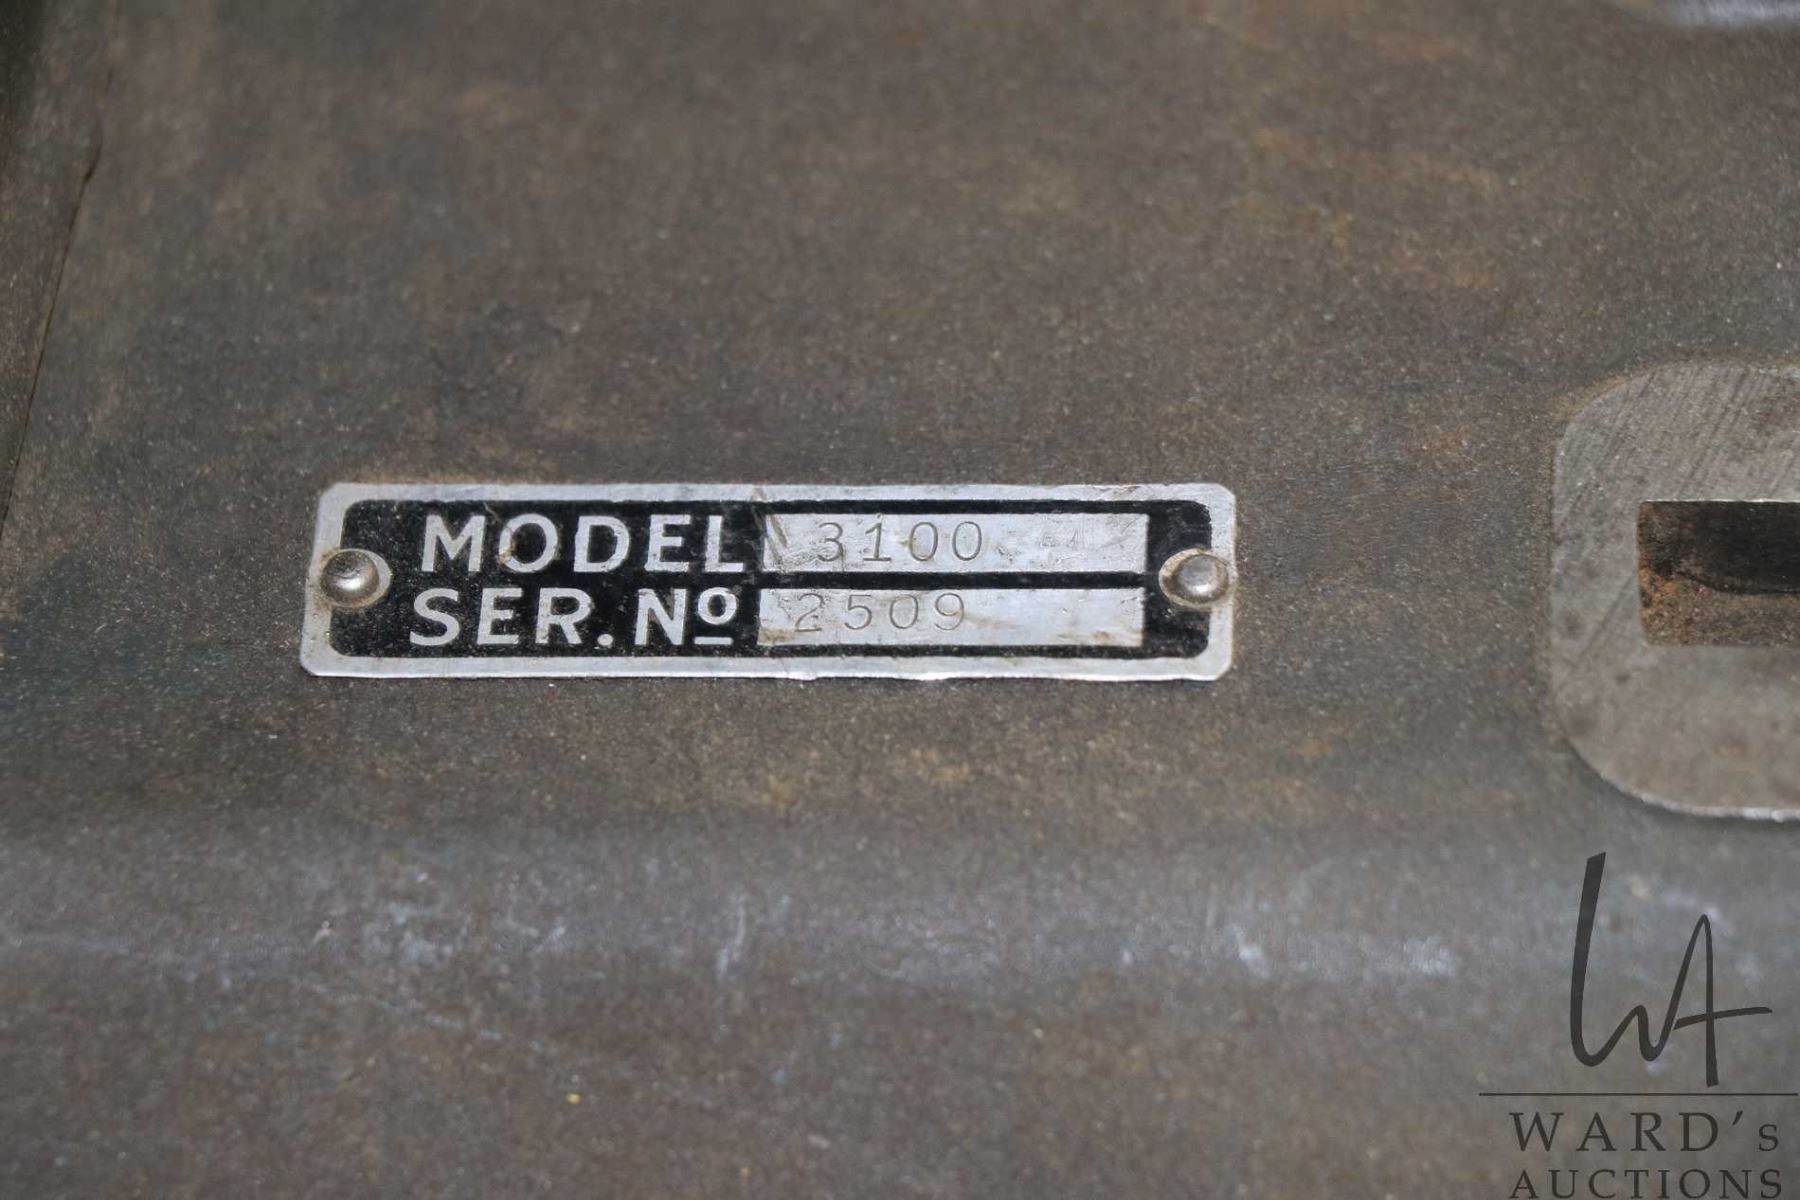 MODEL 3100
SER. Nº 2509
WARD's
AUCTIONS